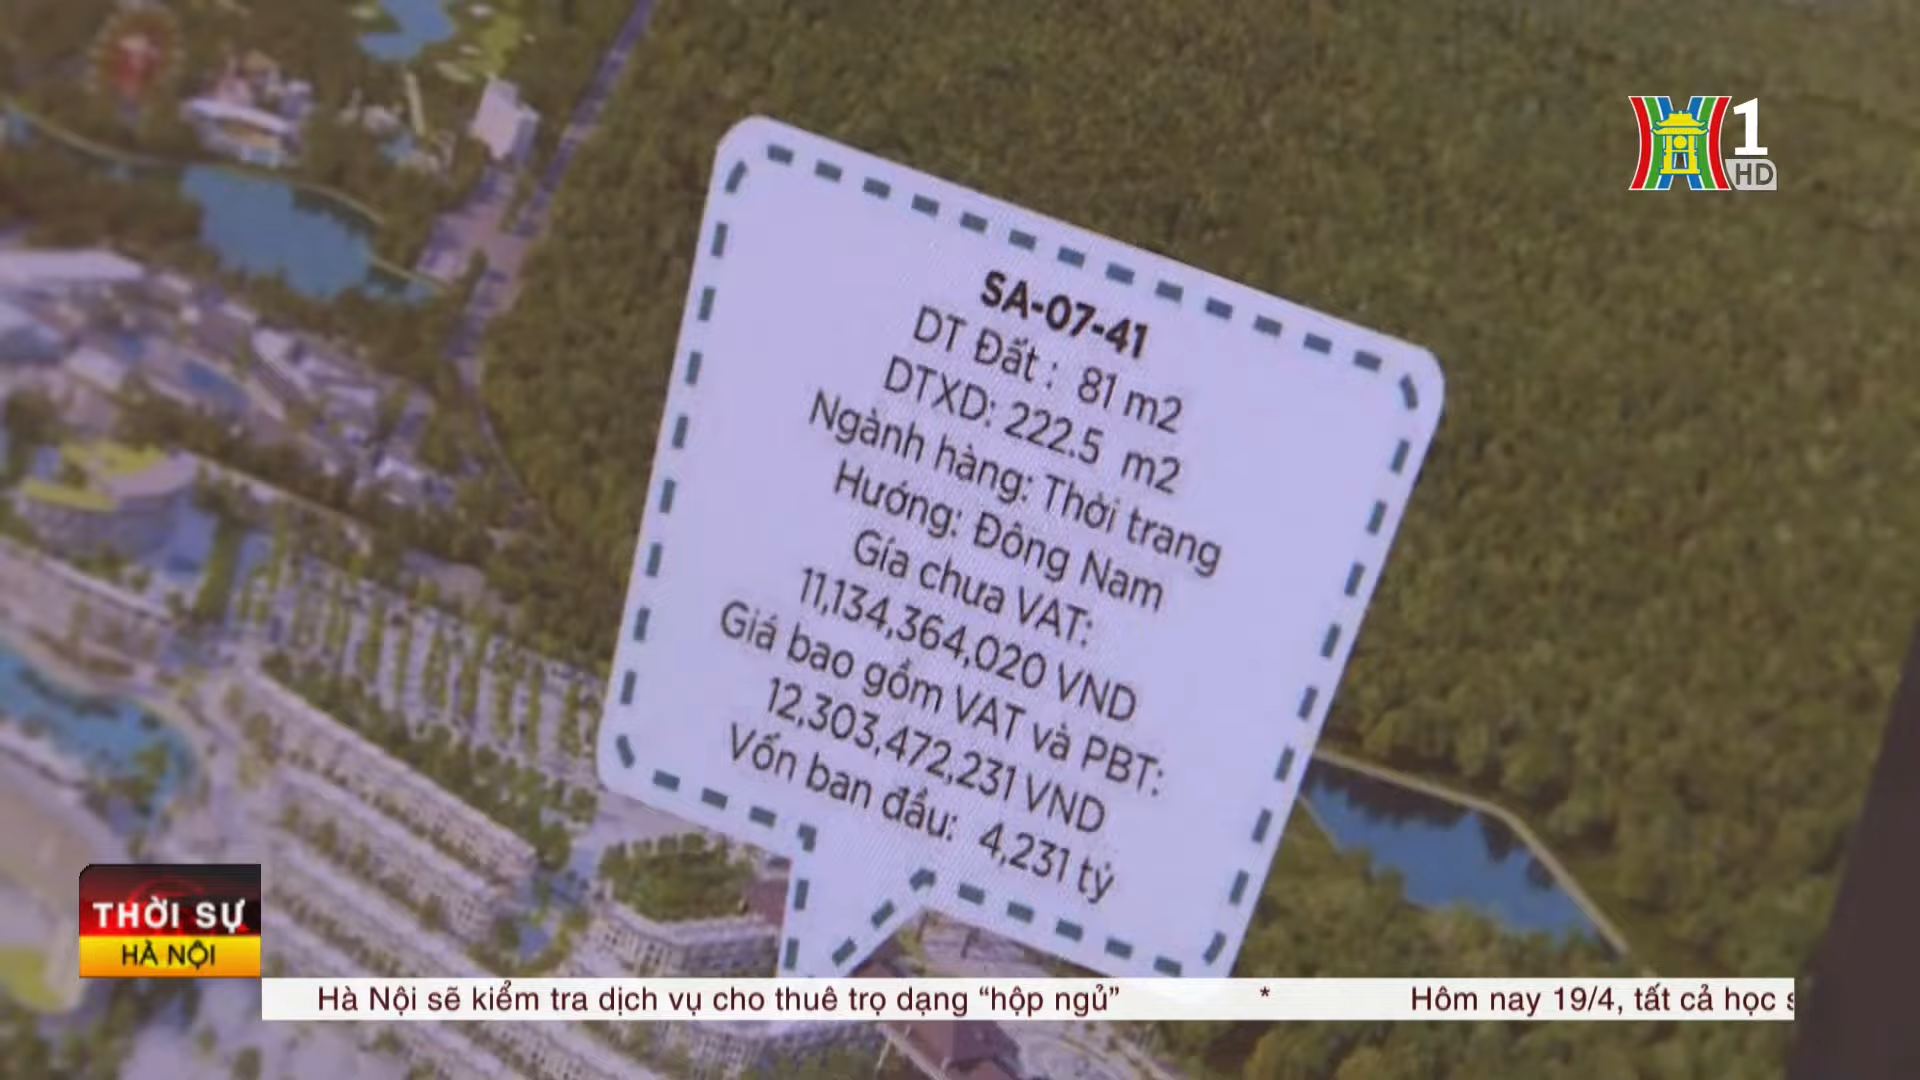 1
HD
SA-07-41
DT Đất : 81 m2
DTXD: 222.5 m2
Ngành hàng: Thời trang
Hướng: Đông Nam
Gía chưa VAT:
11,134,364,020 VND
Giá bao gồm VAT và PBT:
12,303,472,231 VND
Vốn ban đầu: 4,231 tỷ
THỜI SỰ
HÀ NỘI
Hà Nội sẽ kiểm tra dịch vụ cho thuê trọ dạng “hộp ngủ” * Hôm nay 19/4, tất cả học